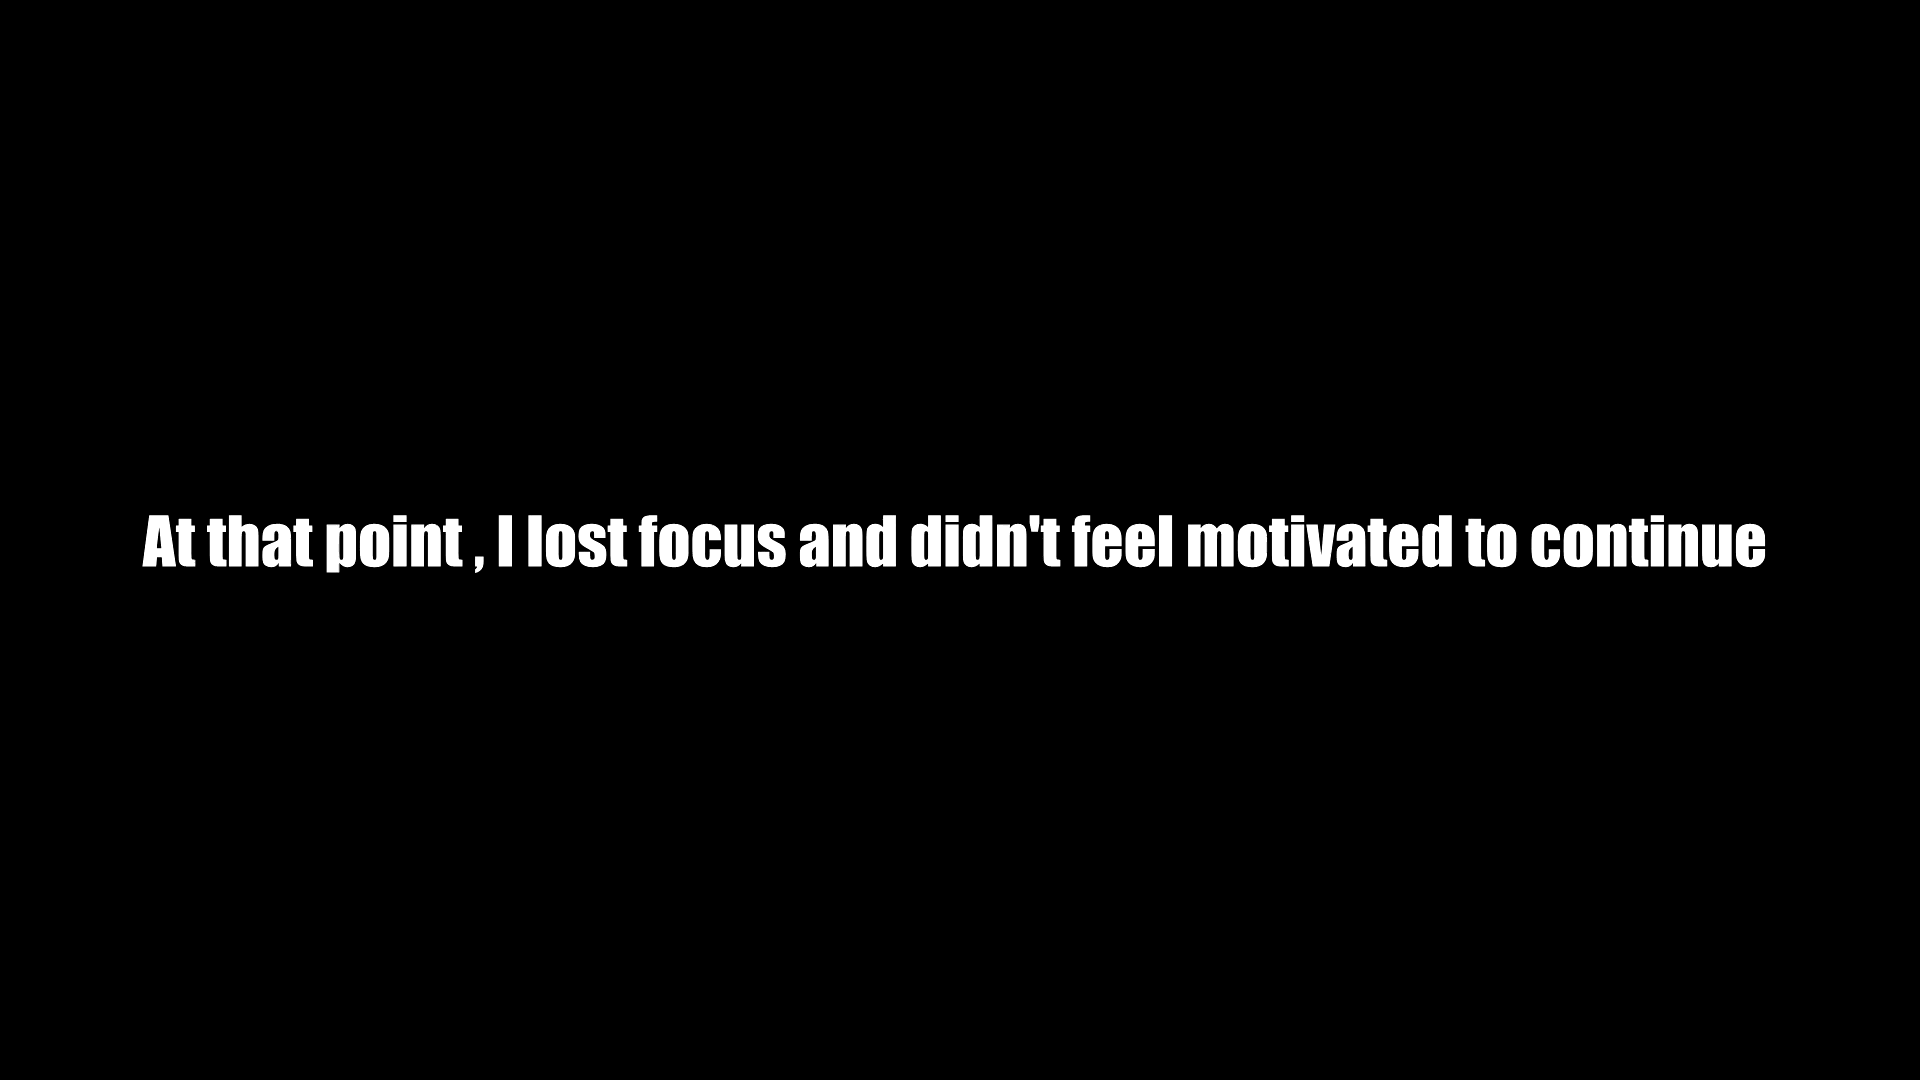 At that point , I lost focus and didn't feel motivated to continue